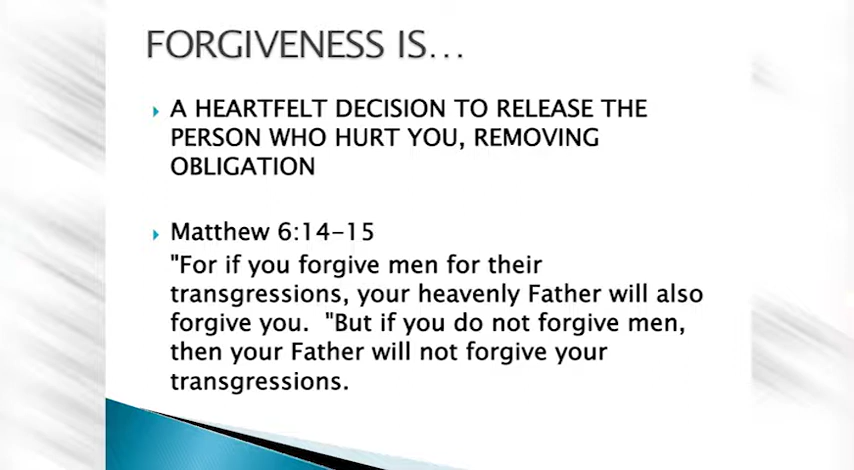 FORGIVENESS IS...
A HEARTFELT DECISION TO RELEASE THE
PERSON WHO HURT YOU, REMOVING
OBLIGATION
Matthew 6:14-15
"For if you forgive men for their
transgressions, your heavenly Father will also
forgive you.  "But if you do not forgive men,
then your Father will not forgive your
transgressions.